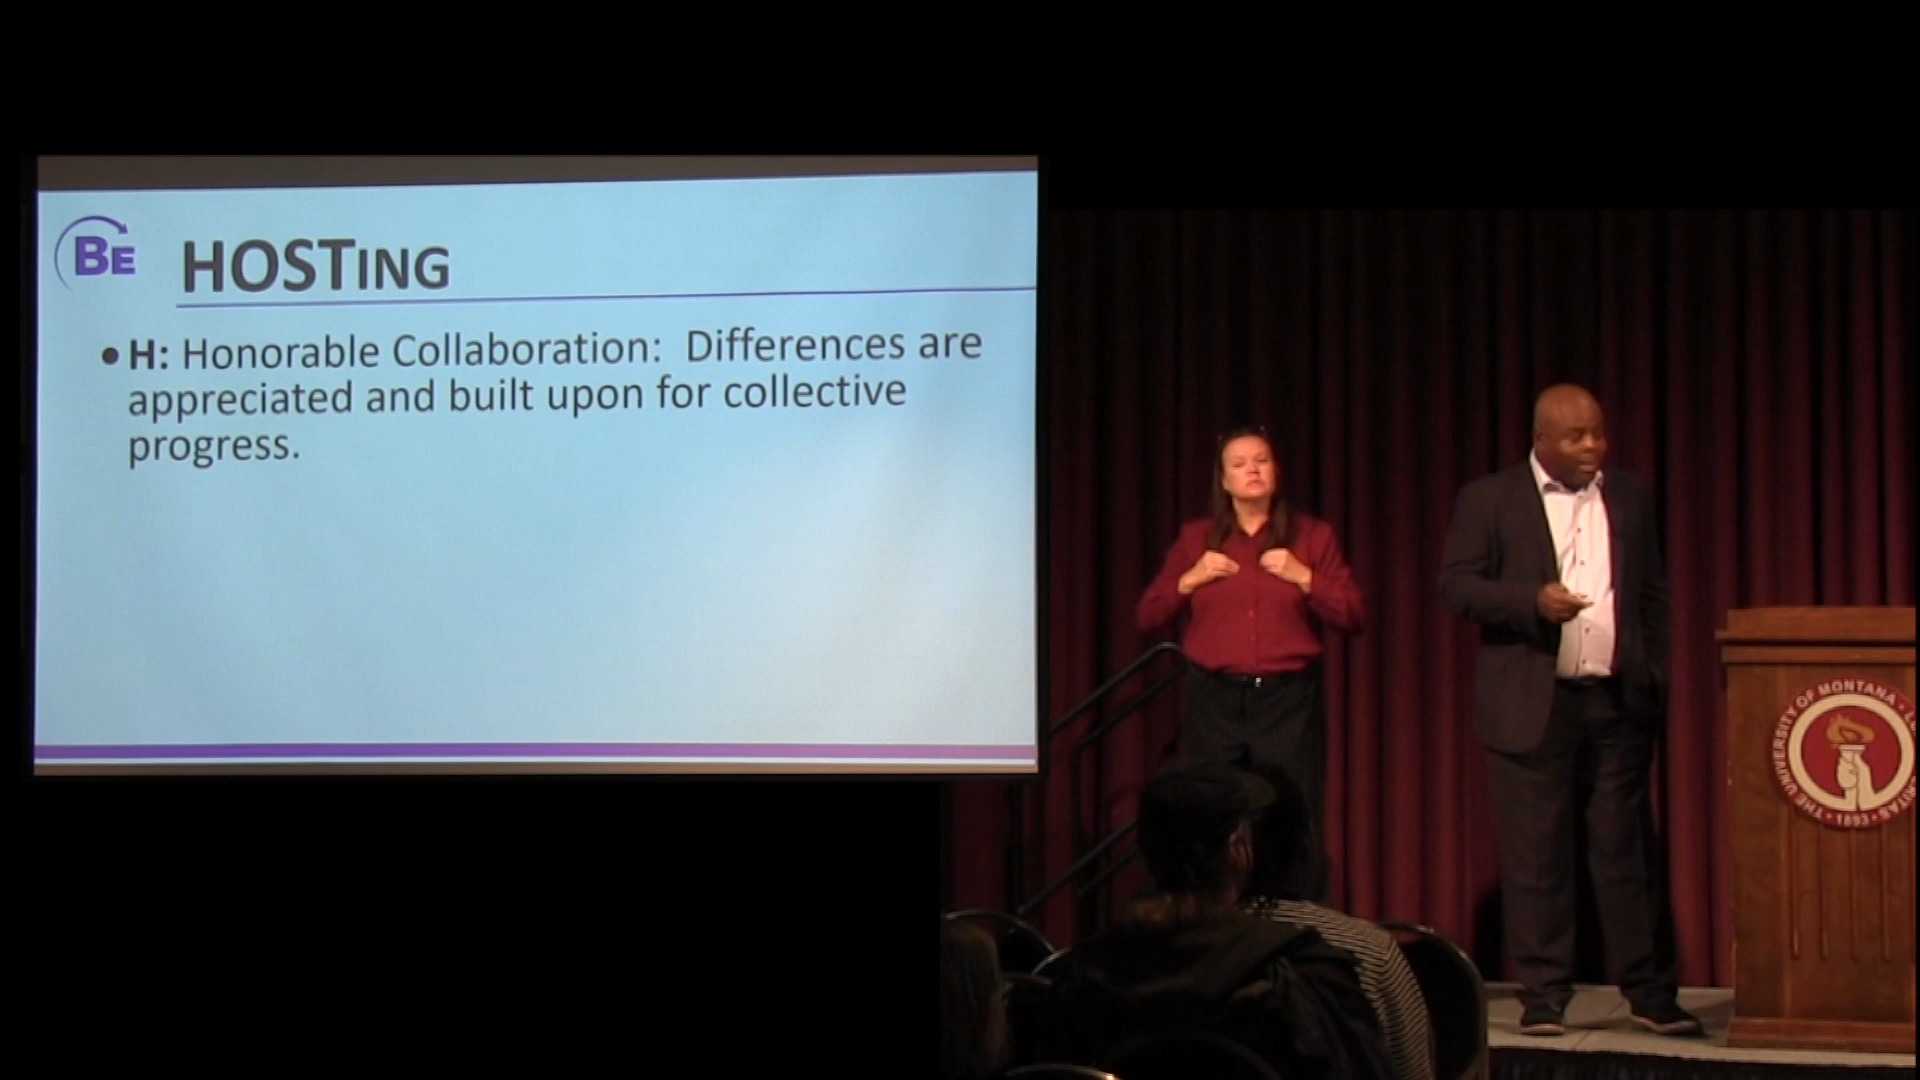 BE
HOSTING
• H: Honorable Collaboration: Differences are
appreciated and built upon for collective
progress.
THE UNIVERSITY OF MONTANA
1893